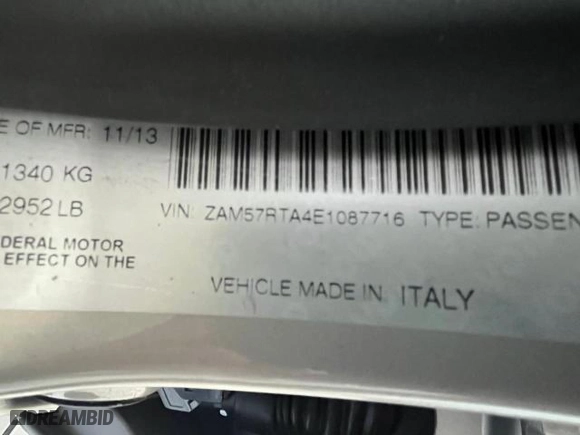 E OF MFR: 11/13
1340 KG
2952 LB
VIN: ZAM57RTA4E1087716 TYPE: PASSEN
DERAL MOTOR
EFFECT ON THE
VEHICLE MADE IN ITALY
DREAMBID